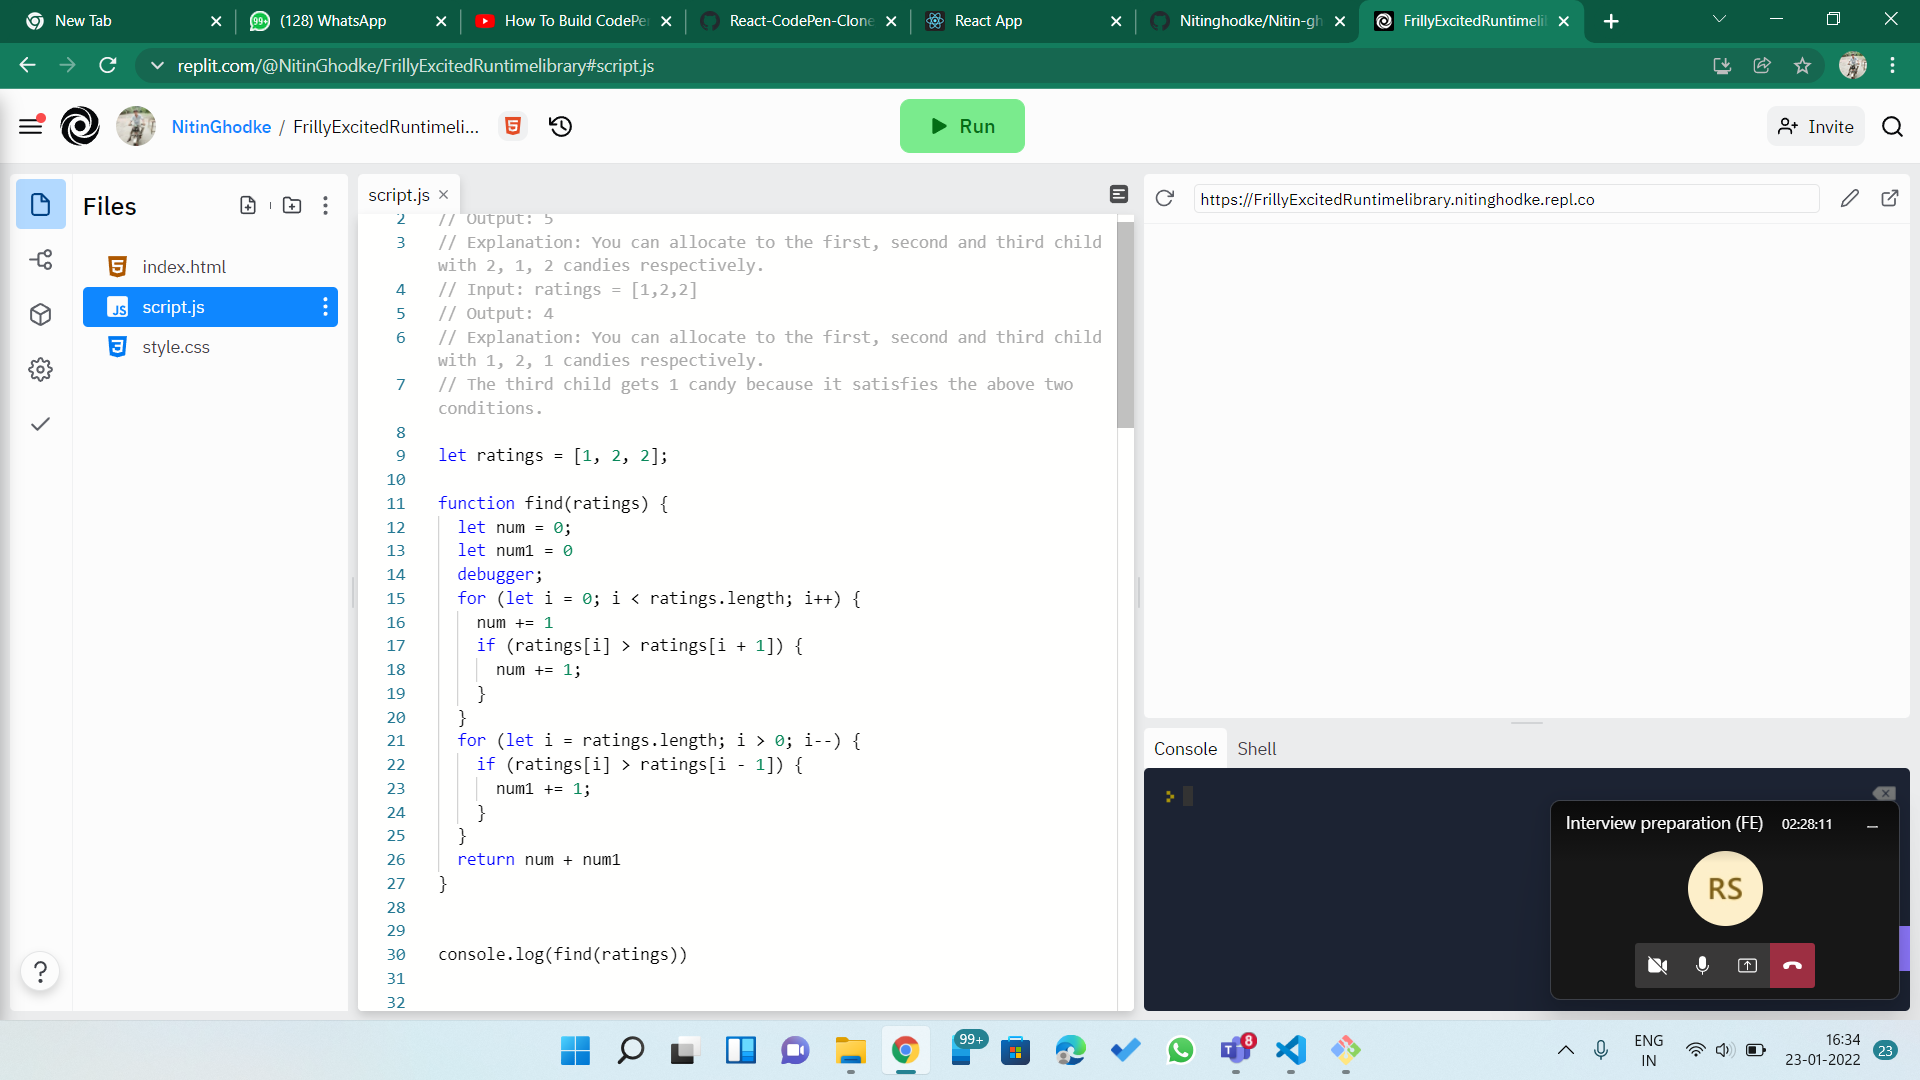 New Tab
(128) WhatsApp
How To Build CodePe
React-CodePen-Clone
React App
Nitinghodke/Nitin-gh
FrillyExcitedRuntimeli
replit.com/@NitinGhodke/FrillyExcitedRuntimelibrary#script.js
NitinGhodke / FrillyExcitedRuntimeli...
Run
Invite
Files
index.html
script.js
style.css
script.js
2 // Output: 5
3 // Explanation: You can allocate to the first, second and third child
with 2, 1, 2 candies respectively.
4 // Input: ratings = [1,2,2]
5 // Output: 4
6 // Explanation: You can allocate to the first, second and third child
with 1, 2, 1 candies respectively.
7 // The third child gets 1 candy because it satisfies the above two
conditions.
8
9 let ratings = [1, 2, 2];
10
11 function find(ratings) {
12 let num = 0;
13 let num1 = 0
14 debugger;
15 for (let i = 0; i < ratings.length; i++) {
16 num += 1
17 if (ratings[i] > ratings[i + 1]) {
18 num += 1;
19 }
20 }
21 for (let i = ratings.length; i > 0; i--) {
22 if (ratings[i] > ratings[i - 1]) {
23 num1 += 1;
24 }
25 }
26 return num + num1
27 }
28
29
30 console.log(find(ratings))
31
32
https://FrillyExcitedRuntimelibrary.nitinghodke.repl.co
Console
Shell
Interview preparation (FE) 02:28:11
RS
99+
8
ENG
IN
16:34
23-01-2022
23